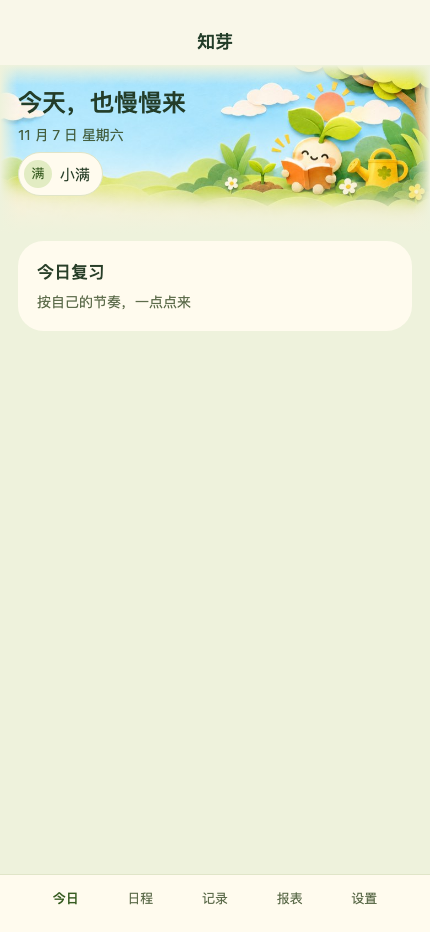 知芽
今天，也慢慢来
11 月 7 日 星期六
满 小满
今日复习
按自己的节奏，一点点来
今日 日程 记录 报表 设置